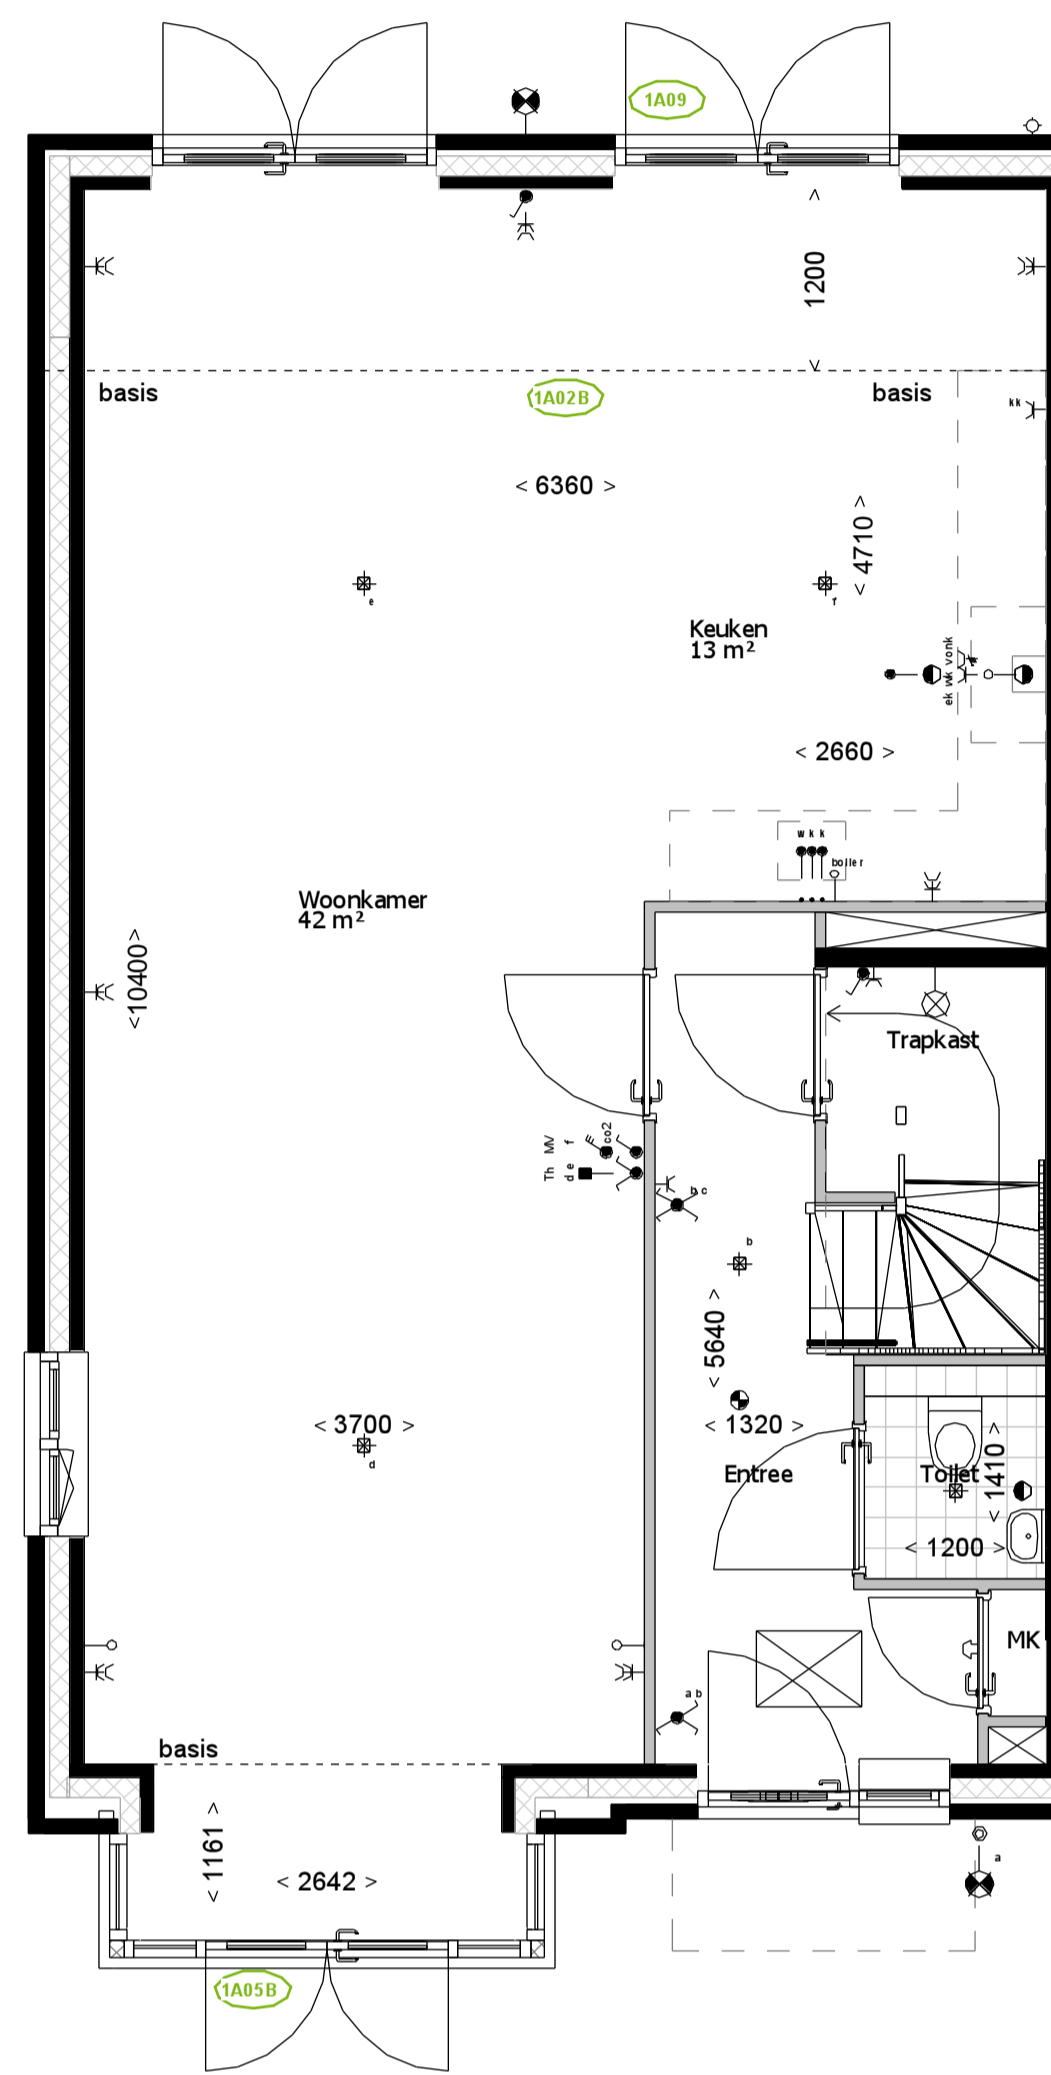 1A09
1200
basis
1A02B
basis
kk
< 6360 >
< 4710 >
e
f
Keuken
13 m²
ek wk vonk
< 2660 >
w k k
boiler
Woonkamer
42 m²
<10400>
Trapkast
Th MV f
co2
d e
b c
b
< 5640 >
< 3700 >
< 1320 >
d
Entree
Toilet
< 1410 >
< 1200 >
MK
a b
basis
< 1161 >
< 2642 >
a
1A05B